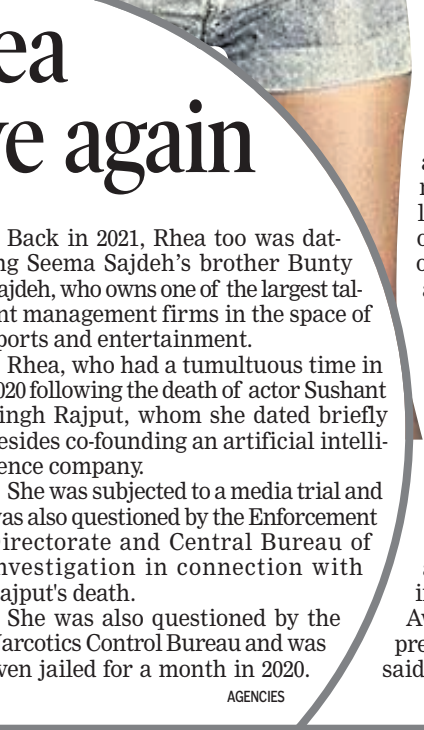 ea
ve again
Back in 2021, Rhea too was dat-
ng Seema Sajdeh’s brother Bunty
ajdeh, who owns one of the largest tal-
nt management firms in the space of
ports and entertainment.
Rhea, who had a tumultuous time in
020 following the death of actor Sushant
ingh Rajput, whom she dated briefly
esides co-founding an artificial intelli-
ence company.
She was subjected to a media trial and
was also questioned by the Enforcement
Directorate and Central Bureau of
nvestigation in connection with
ajput's death.
She was also questioned by the
Narcotics Control Bureau and was
ven jailed for a month in 2020.
AGENCIES
pre
said